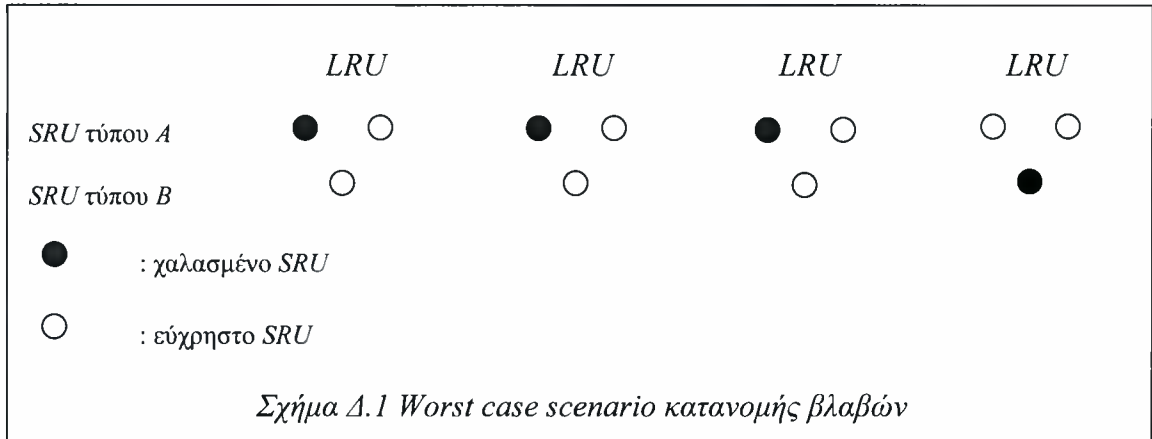 LRU LRU LRU LRU
SRU τύπου A
SRU τύπου B
: χαλασμένο SRU
: εύχρηστο SRU
Σχήμα Δ.1 Worst case scenario κατανομής βλαβών